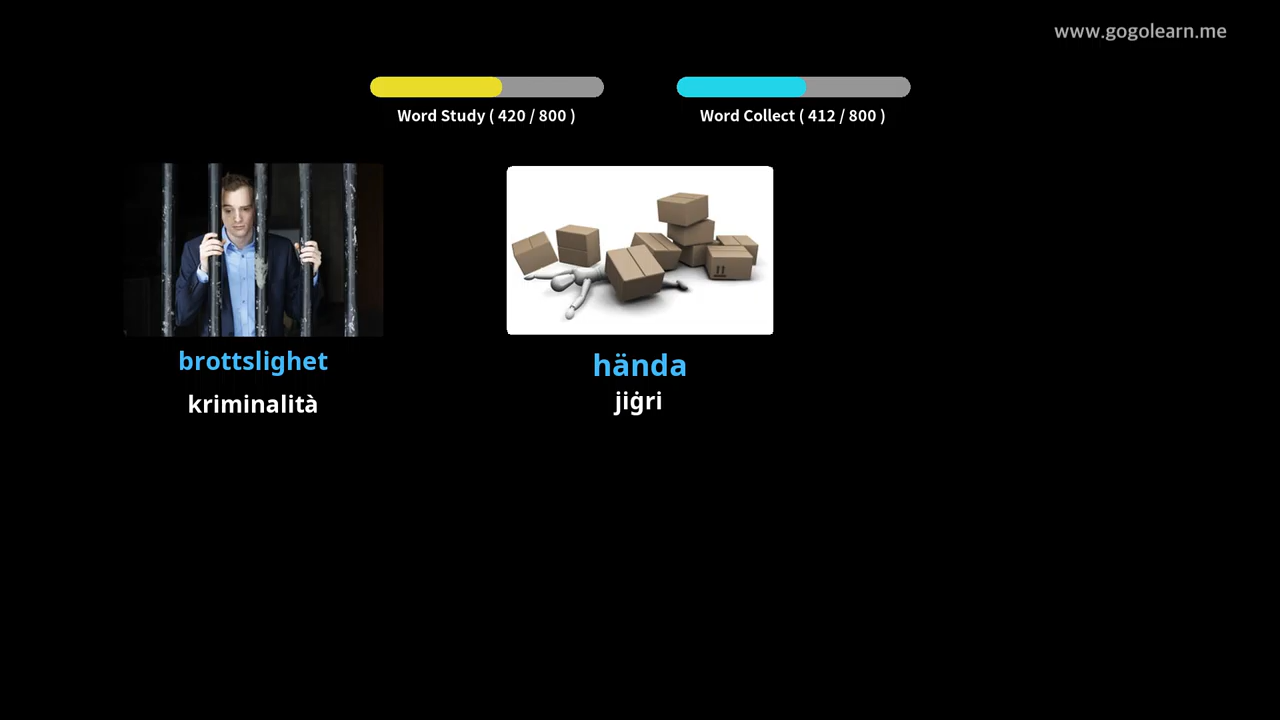 www.gogolearn.me
Word Study ( 420 / 800 )
Word Collect ( 412 / 800 )
brottslighet
kriminalità
hända
jiġri